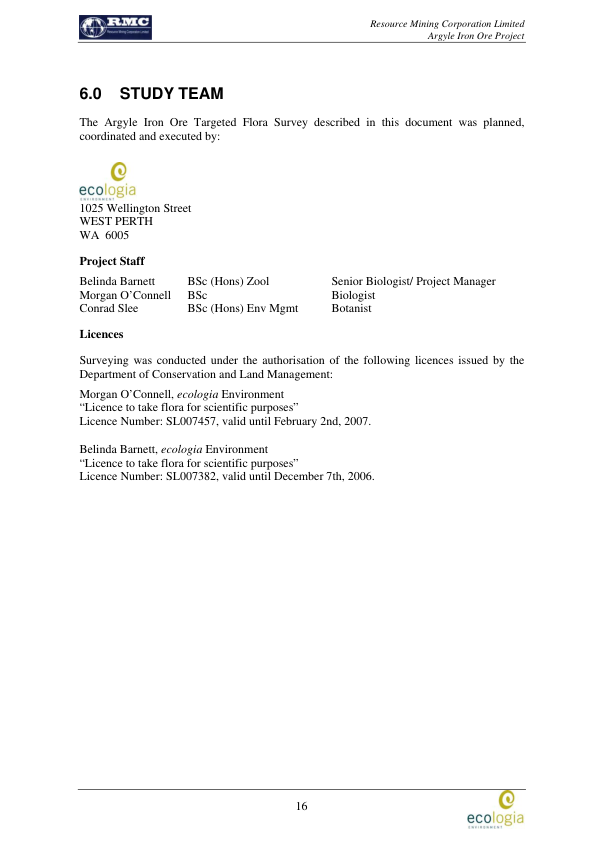 RMC
Resource Mining Corporation Limited
Resource Mining Corporation Limited
Argyle Iron Ore Project
6.0 STUDY TEAM
The Argyle Iron Ore Targeted Flora Survey described in this document was planned,
coordinated and executed by:
ecologia
ENVIRONMENT
1025 Wellington Street
WEST PERTH
WA 6005
Project Staff
Belinda Barnett BSc (Hons) Zool Senior Biologist/ Project Manager
Morgan O’Connell BSc Biologist
Conrad Slee BSc (Hons) Env Mgmt Botanist
Licences
Surveying was conducted under the authorisation of the following licences issued by the
Department of Conservation and Land Management:
Morgan O’Connell, ecologia Environment
“Licence to take flora for scientific purposes”
Licence Number: SL007457, valid until February 2nd, 2007.
Belinda Barnett, ecologia Environment
“Licence to take flora for scientific purposes”
Licence Number: SL007382, valid until December 7th, 2006.
16
ecologia
ENVIRONMENT